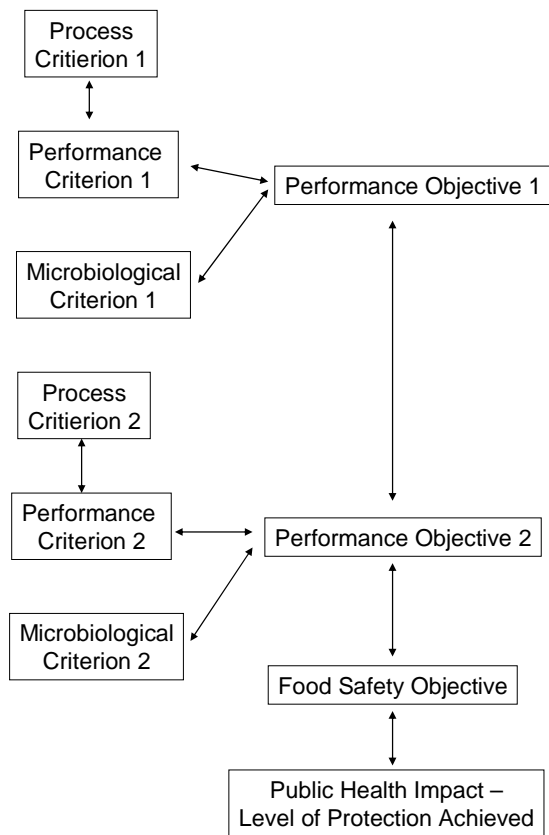 Process
Critierion 1
Performance
Criterion 1
Performance Objective 1
Microbiological
Criterion 1
Process
Critierion 2
Performance
Criterion 2
Performance Objective 2
Microbiological
Criterion 2
Food Safety Objective
Public Health Impact –
Level of Protection Achieved